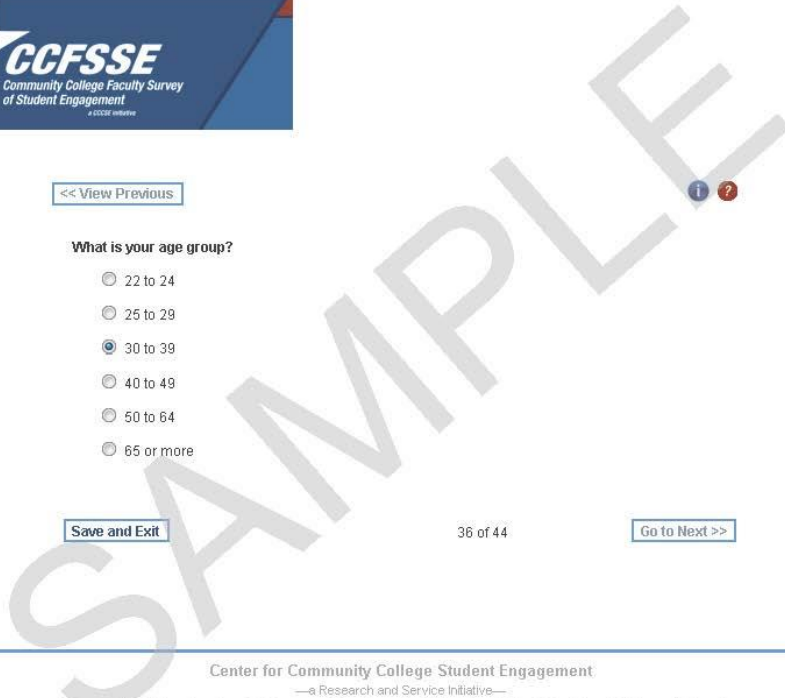 CCFSSE
Community College Faculty Survey
of Student Engagement
a CCCSE initiative
<< View Previous
i ?
What is your age group?
22 to 24
25 to 29
30 to 39
40 to 49
50 to 64
65 or more
Save and Exit
36 of 44
Go to Next >>
SAMPLE
Center for Community College Student Engagement
—a Research and Service Initiative—